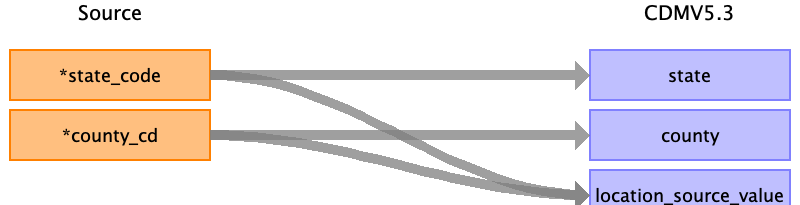 Source
CDMV5.3
*state_code
state
*county_cd
county
location_source_value